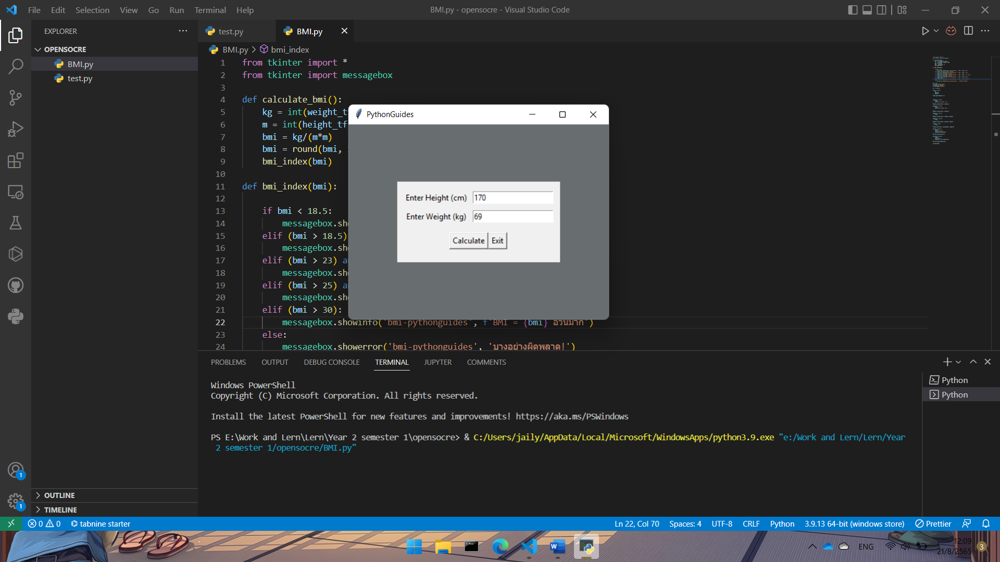 File Edit Selection View Go Run Terminal Help
BMI.py - opensocre - Visual Studio Code
EXPLORER
OPENSOCRE
BMI.py
test.py
OUTLINE
TIMELINE
test.py
BMI.py
BMI.py > bmi_index
1 from tkinter import *
2 from tkinter import messagebox
3
4 def calculate_bmi():
5 kg = int(weight_tf
6 m = int(height_tf
7 bmi = kg/(m*m)
8 bmi = round(bmi,
9 bmi_index(bmi)
10
11 def bmi_index(bmi):
12
13 if bmi < 18.5:
14 messagebox.sho
15 elif (bmi > 18.5)
16 messagebox.sho
17 elif (bmi > 23) an
18 messagebox.sho
19 elif (bmi > 25) an
20 messagebox.sho
21 elif (bmi > 30):
22 messagebox.showinfo('bmi-pythonguides', f'BMI = {bmi} อ้วนมาก')
23 else:
24 messagebox.showerror('bmi-pythonguides', 'บางอย่างผิดพลาด!')
PythonGuides
Enter Height (cm) 170
Enter Weight (kg) 69
Calculate Exit
PROBLEMS OUTPUT DEBUG CONSOLE TERMINAL JUPYTER COMMENTS
Windows PowerShell
Copyright (C) Microsoft Corporation. All rights reserved.
Install the latest PowerShell for new features and improvements! https://aka.ms/PSWindows
PS E:\Work and Lern\Lern\Year 2 semester 1\opensocre> & C:/Users/jaily/AppData/Local/Microsoft/WindowsApps/python3.9.exe "e:/Work and Lern/Lern/Year
2 semester 1/opensocre/BMI.py"
Python
Python
1
1
0 0 tabnine starter
Ln 22, Col 70 Spaces: 4 UTF-8 CRLF Python 3.9.13 64-bit (windows store) Prettier
ENG
12:09
21/8/2565
3